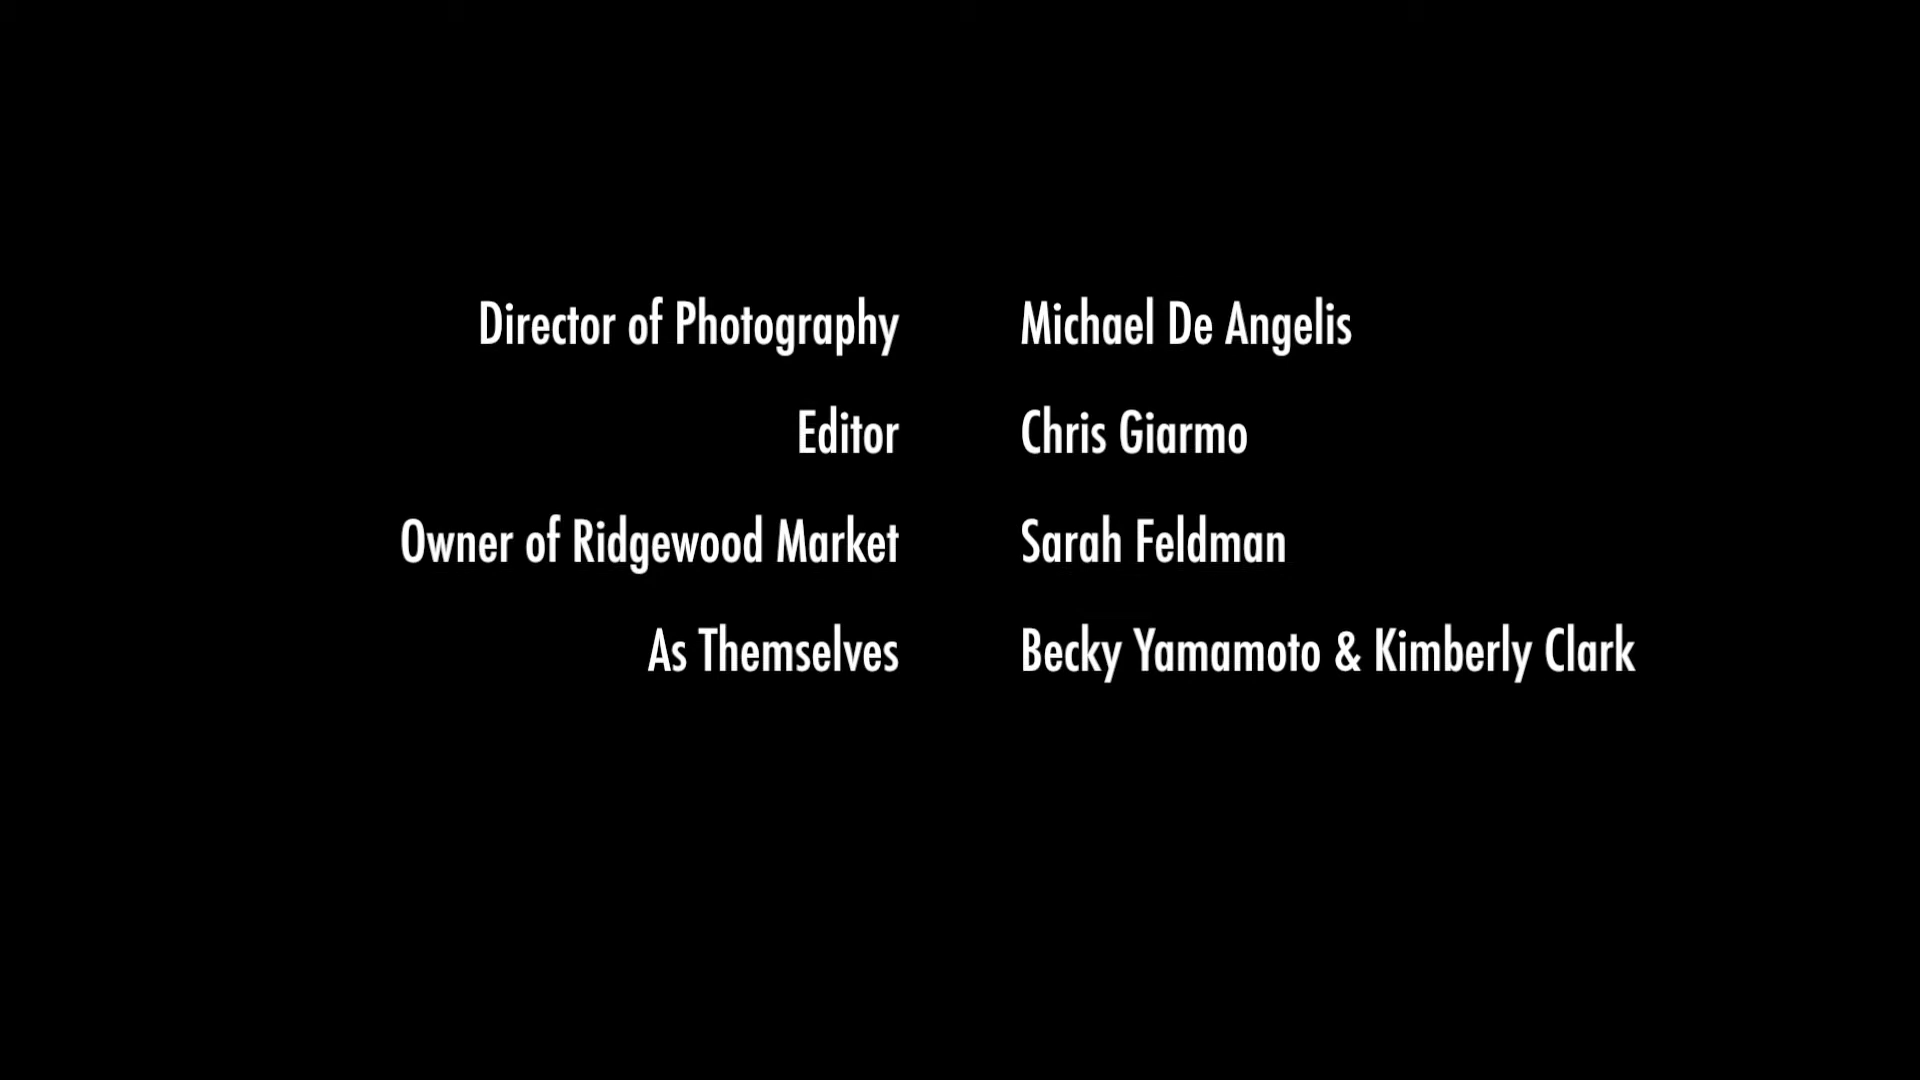 Director of Photography Michael De Angelis
Editor Chris Giarmo
Owner of Ridgewood Market Sarah Feldman
As Themselves Becky Yamamoto & Kimberly Clark